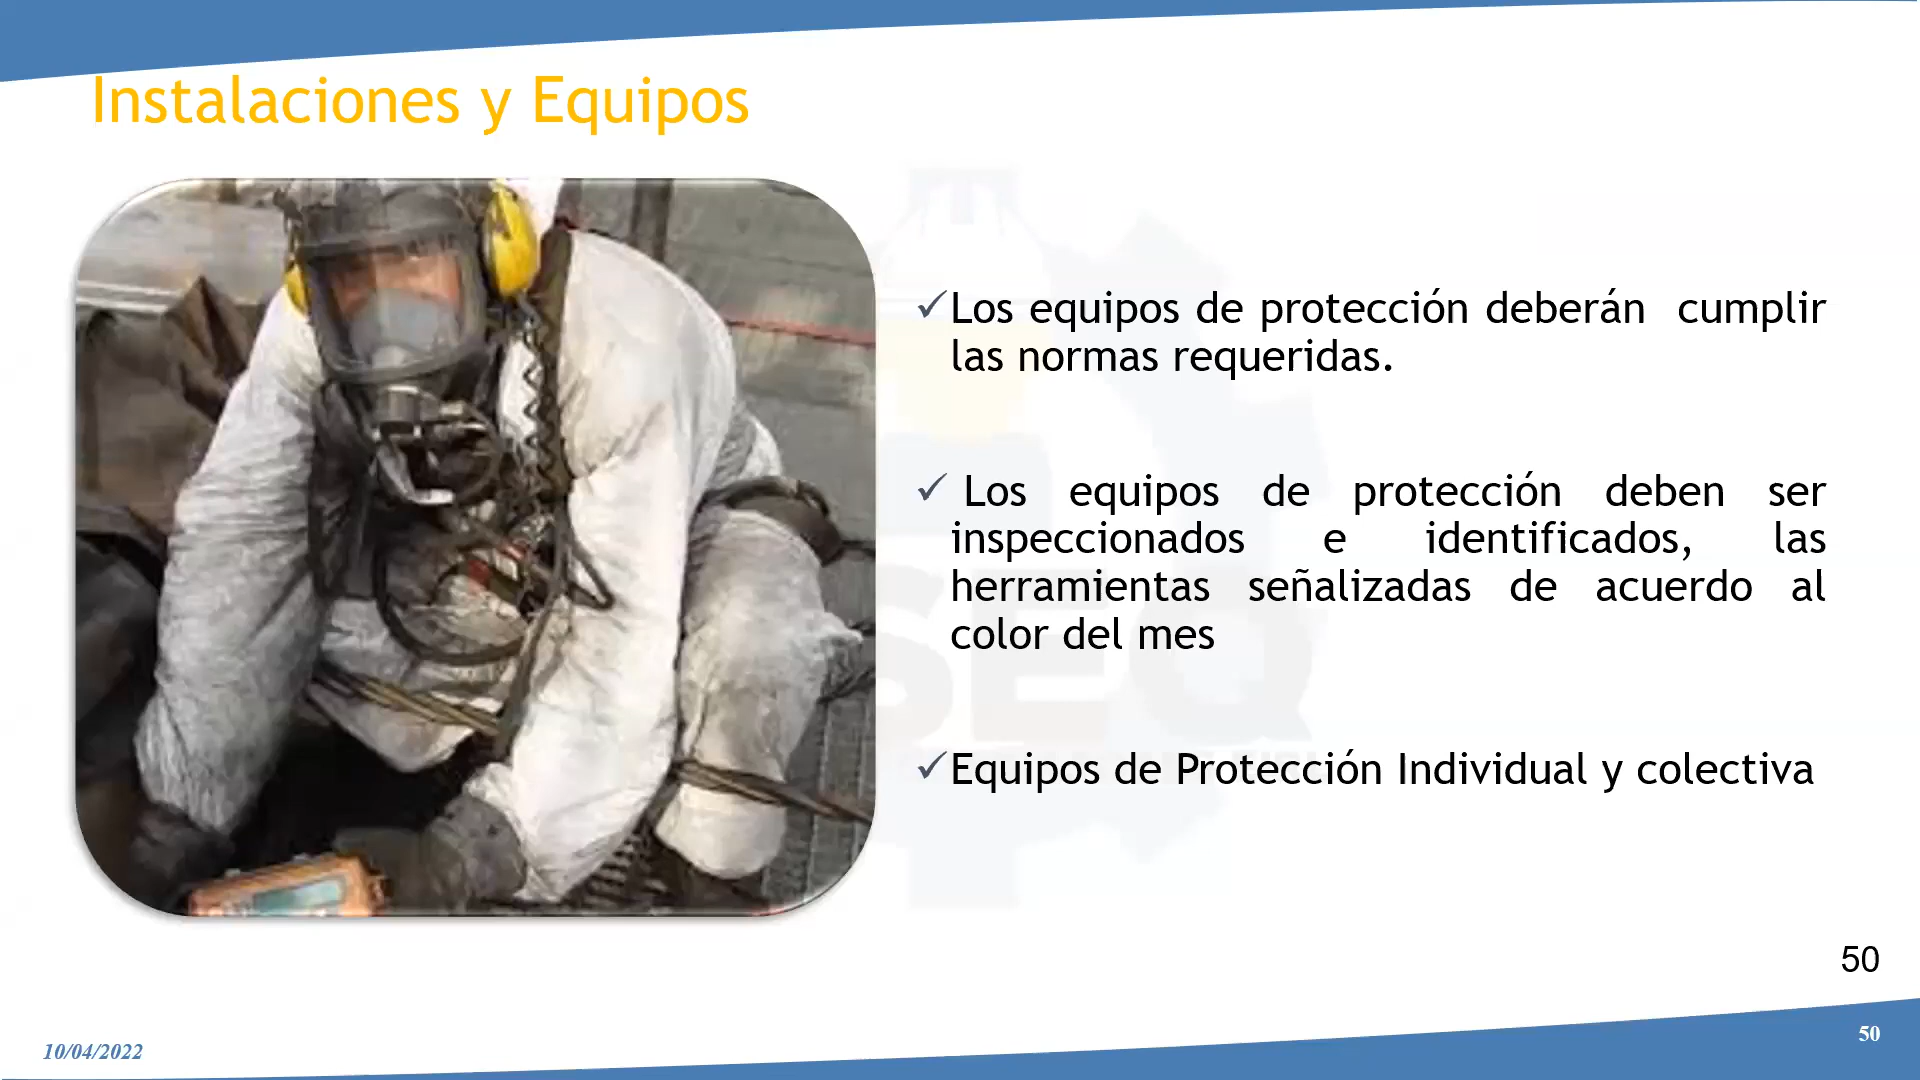 Instalaciones y Equipos
✓Los equipos de protección deberán cumplir
las normas requeridas.
✓ Los equipos de protección deben ser
inspeccionados e identificados, las
herramientas señalizadas de acuerdo al
color del mes
✓Equipos de Protección Individual y colectiva
50
50
10/04/2022